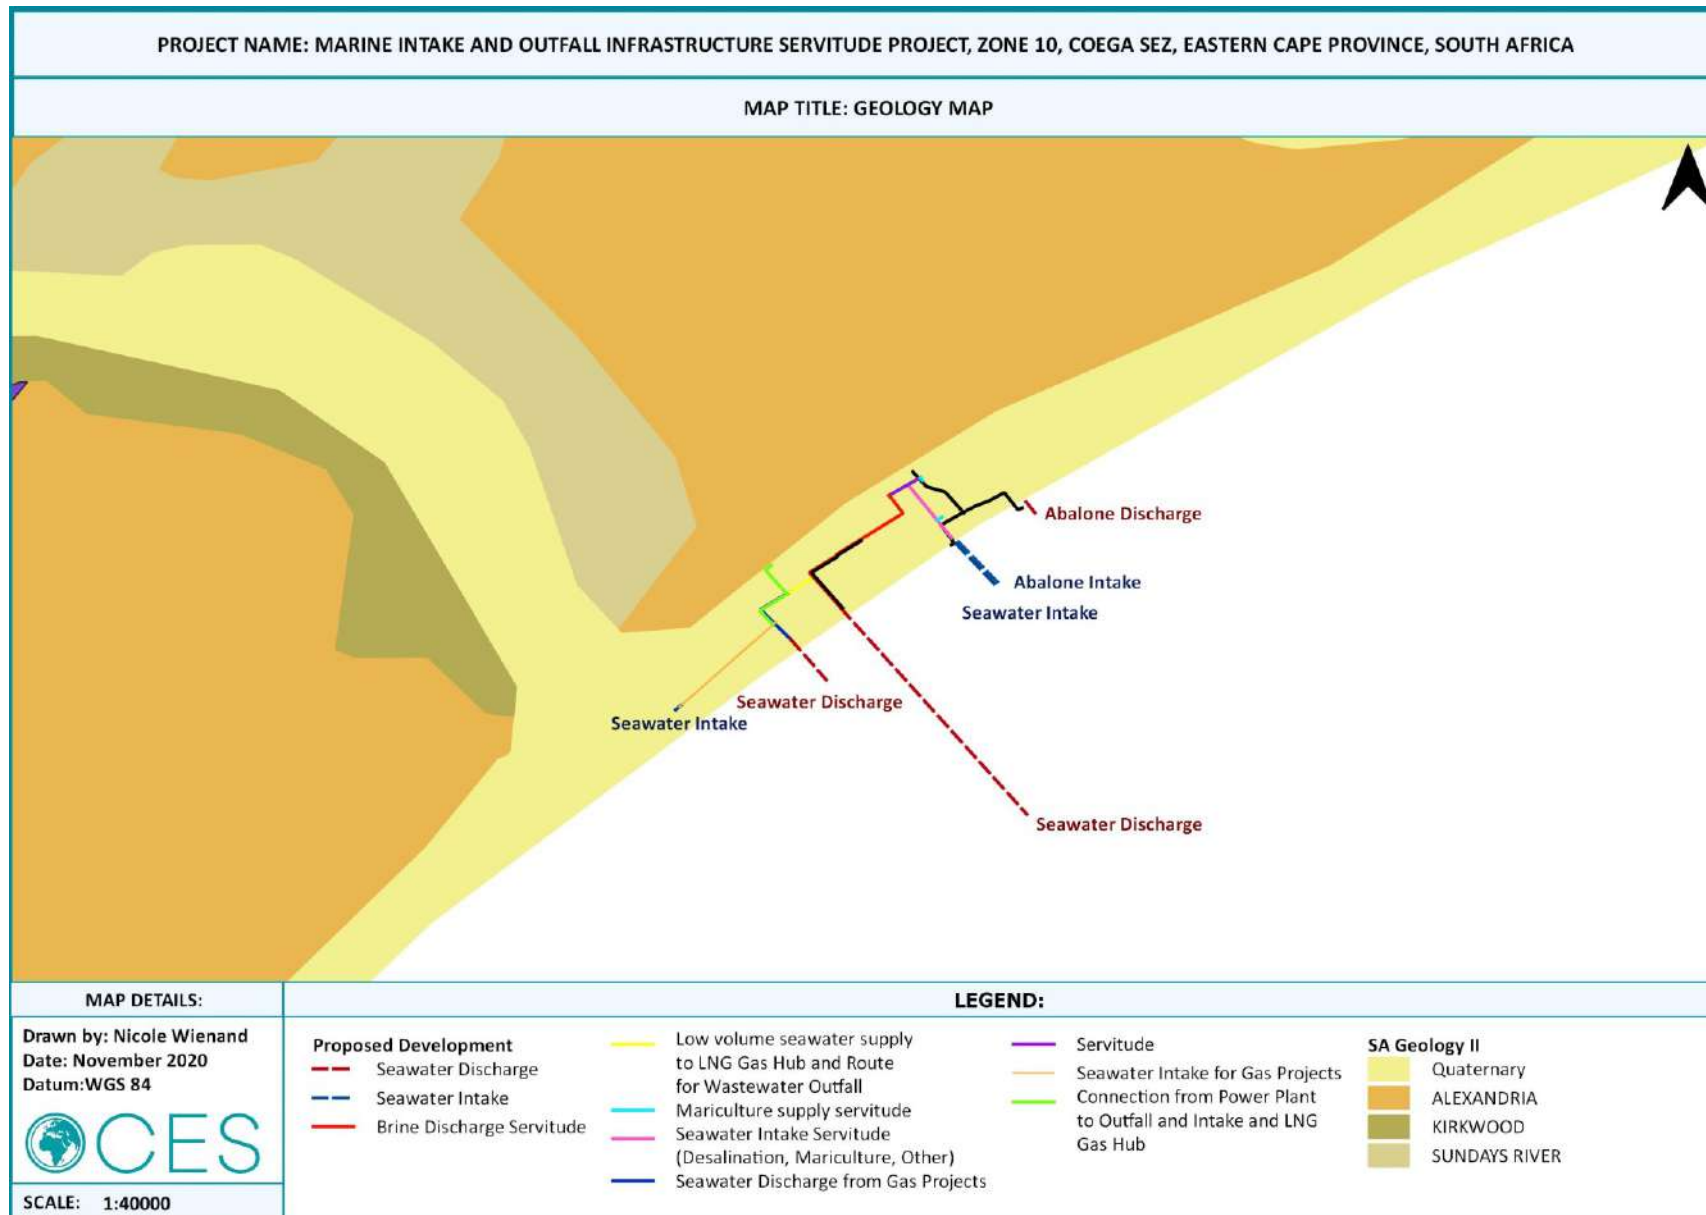 PROJECT NAME: MARINE INTAKE AND OUTFALL INFRASTRUCTURE SERVITUDE PROJECT, ZONE 10, COEGA SEZ, EASTERN CAPE PROVINCE, SOUTH AFRICA
MAP TITLE: GEOLOGY MAP
Abalone Discharge
Abalone Intake
Seawater Intake
Seawater Discharge
Seawater Intake
Seawater Discharge
MAP DETAILS:
Drawn by: Nicole Wienand
Date: November 2020
Datum:WGS 84
CES
SCALE: 1:40000
LEGEND:
Proposed Development
Seawater Discharge
Seawater Intake
Brine Discharge Servitude
Low volume seawater supply
to LNG Gas Hub and Route
for Wastewater Outfall
Mariculture supply servitude
Seawater Intake Servitude
(Desalination, Mariculture, Other)
Seawater Discharge from Gas Projects
Servitude
Seawater Intake for Gas Projects
Connection from Power Plant
to Outfall and Intake and LNG
Gas Hub
SA Geology II
Quaternary
ALEXANDRIA
KIRKWOOD
SUNDAYS RIVER